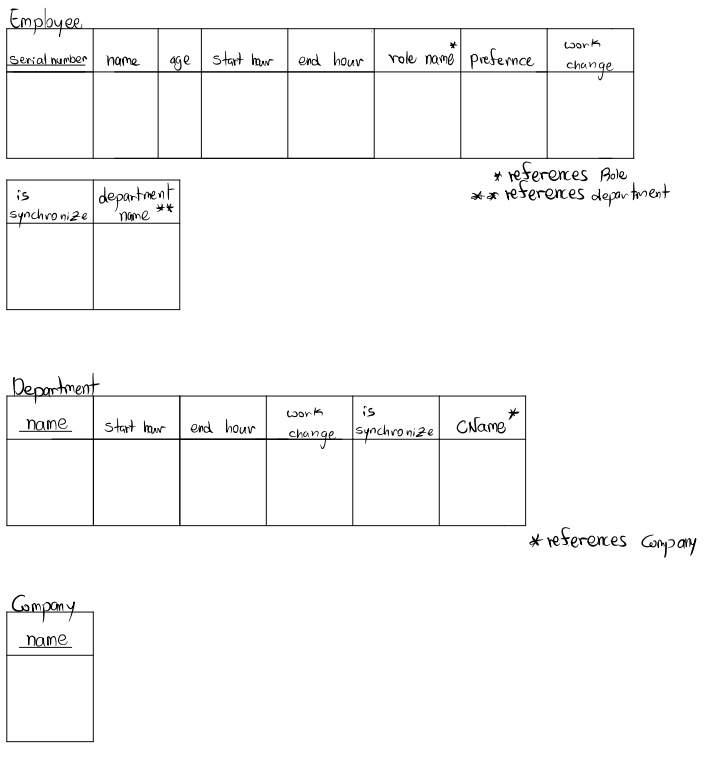 Employee
serial number name age start hour end hour role name* Prefernce work change
* references Role
** references department
is synchronize department name **
Department
name start hour end hour work change is synchronize CName*
* references Company
Company
name